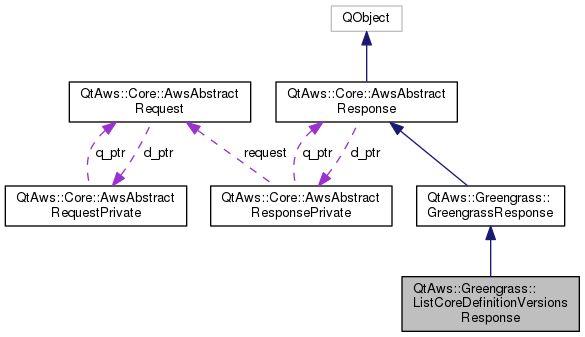 QObject
QtAws::Core::AwsAbstract
Request
QtAws::Core::AwsAbstract
Response
q_ptr
d_ptr
request
q_ptr
d_ptr
QtAws::Core::AwsAbstract
RequestPrivate
QtAws::Core::AwsAbstract
ResponsePrivate
QtAws::Greengrass::
GreengrassResponse
QtAws::Greengrass::
ListCoreDefinitionVersions
Response